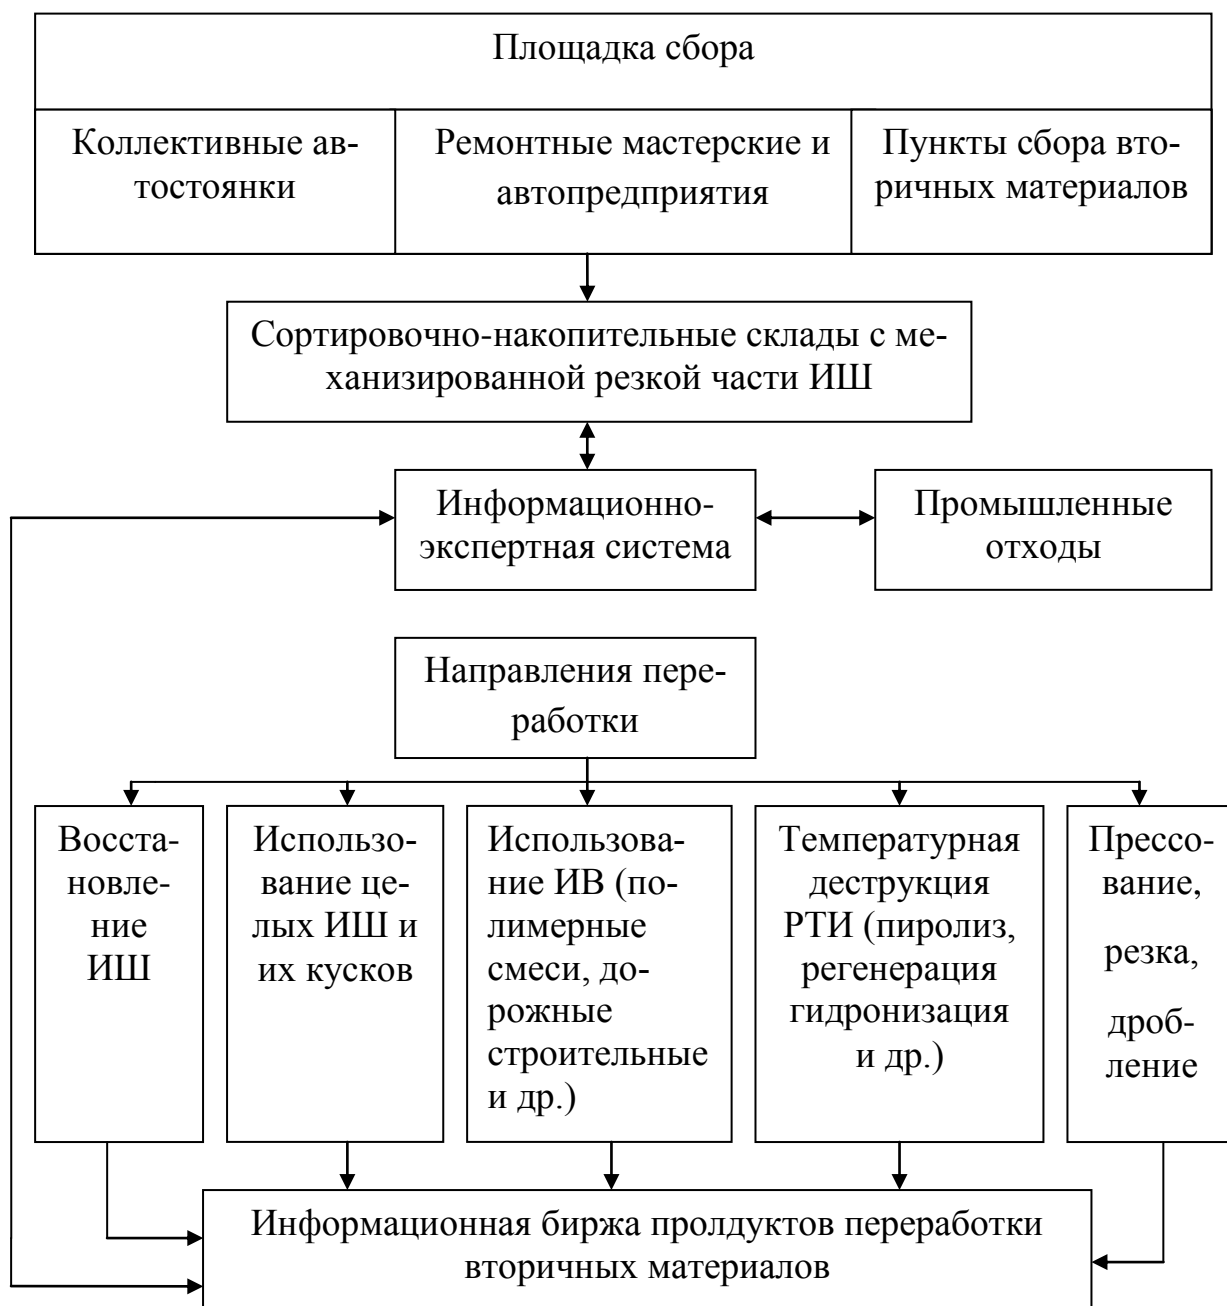 Площадка сбора
Коллективные ав-
тостоянки
Ремонтные мастерские и
автопредприятия
Пункты сбора вто-
ричных материалов
Сортировочно-накопительные склады с ме-
ханизированной резкой части ИШ
Информационно-
экспертная система
Промышленные
отходы
Направления пере-
работки
Восста-
новле-
ние
ИШ
Использо-
вание це-
лых ИШ и
их кусков
Использова-
ние ИВ (по-
лимерные
смеси, до-
рожные
строительные
и др.)
Температурная
деструкция
РТИ (пиролиз,
регенерация
гидронизация
и др.)
Прессо-
вание,
резка,
дроб-
ление
Информационная биржа пролдуктов переработки
вторичных материалов